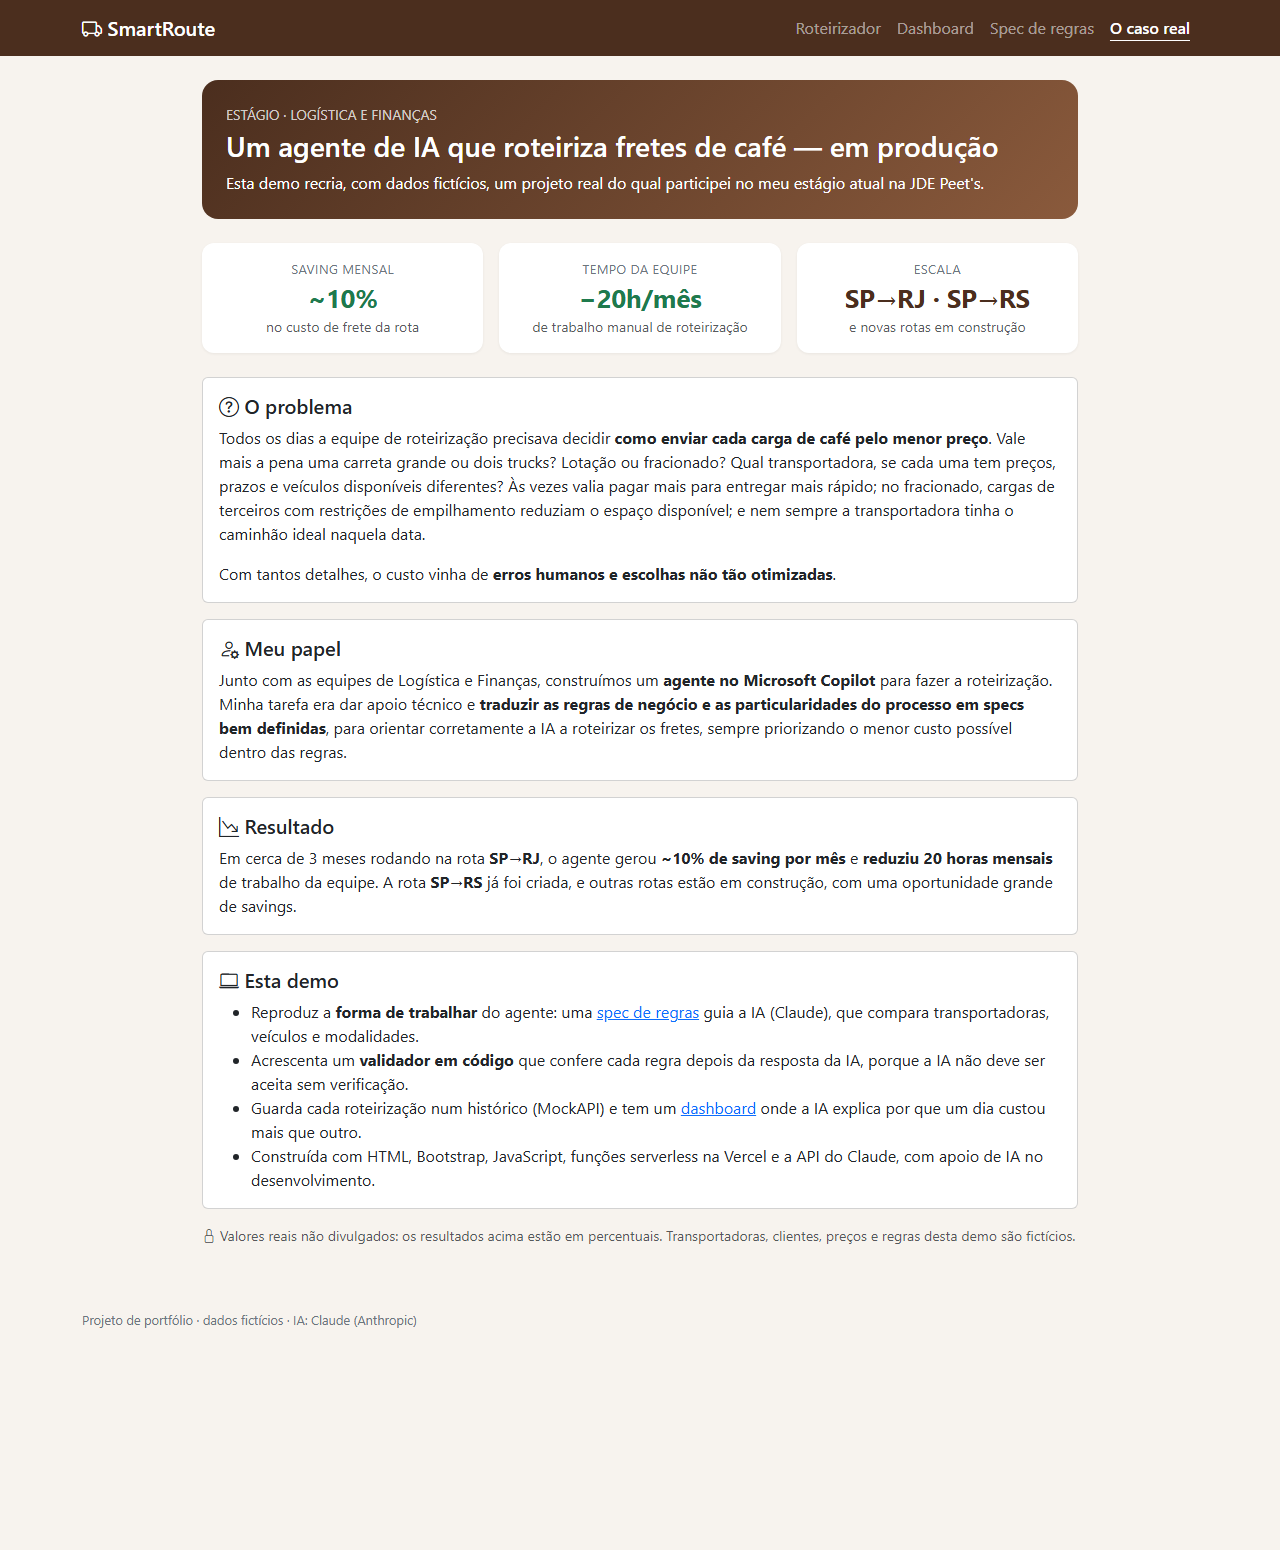 SmartRoute
Roteirizador Dashboard Spec de regras O caso real
ESTÁGIO · LOGÍSTICA E FINANÇAS
Um agente de IA que roteiriza fretes de café — em produção
Esta demo recria, com dados fictícios, um projeto real do qual participei no meu estágio atual na JDE Peet's.
SAVING MENSAL
~10%
no custo de frete da rota
TEMPO DA EQUIPE
−20h/mês
de trabalho manual de roteirização
ESCALA
SP→RJ · SP→RS
e novas rotas em construção
O problema
Todos os dias a equipe de roteirização precisava decidir como enviar cada carga de café pelo menor preço. Vale
mais a pena uma carreta grande ou dois trucks? Lotação ou fracionado? Qual transportadora, se cada uma tem preços,
prazos e veículos disponíveis diferentes? Às vezes valia pagar mais para entregar mais rápido; no fracionado, cargas de
terceiros com restrições de empilhamento reduziam o espaço disponível; e nem sempre a transportadora tinha o
caminhão ideal naquela data.
Com tantos detalhes, o custo vinha de erros humanos e escolhas não tão otimizadas.
Meu papel
Junto com as equipes de Logística e Finanças, construímos um agente no Microsoft Copilot para fazer a roteirização.
Minha tarefa era dar apoio técnico e traduzir as regras de negócio e as particularidades do processo em specs
bem definidas, para orientar corretamente a IA a roteirizar os fretes, sempre priorizando o menor custo possível
dentro das regras.
Resultado
Em cerca de 3 meses rodando na rota SP→RJ, o agente gerou ~10% de saving por mês e reduziu 20 horas mensais
de trabalho da equipe. A rota SP→RS já foi criada, e outras rotas estão em construção, com uma oportunidade grande
de savings.
Esta demo
• Reproduz a forma de trabalhar do agente: uma spec de regras guia a IA (Claude), que compara transportadoras,
veículos e modalidades.
• Acrescenta um validador em código que confere cada regra depois da resposta da IA, porque a IA não deve ser
aceita sem verificação.
• Guarda cada roteirização num histórico (MockAPI) e tem um dashboard onde a IA explica por que um dia custou
mais que outro.
• Construída com HTML, Bootstrap, JavaScript, funções serverless na Vercel e a API do Claude, com apoio de IA no
desenvolvimento.
Valores reais não divulgados: os resultados acima estão em percentuais. Transportadoras, clientes, preços e regras desta demo são fictícios.
Projeto de portfólio · dados fictícios · IA: Claude (Anthropic)